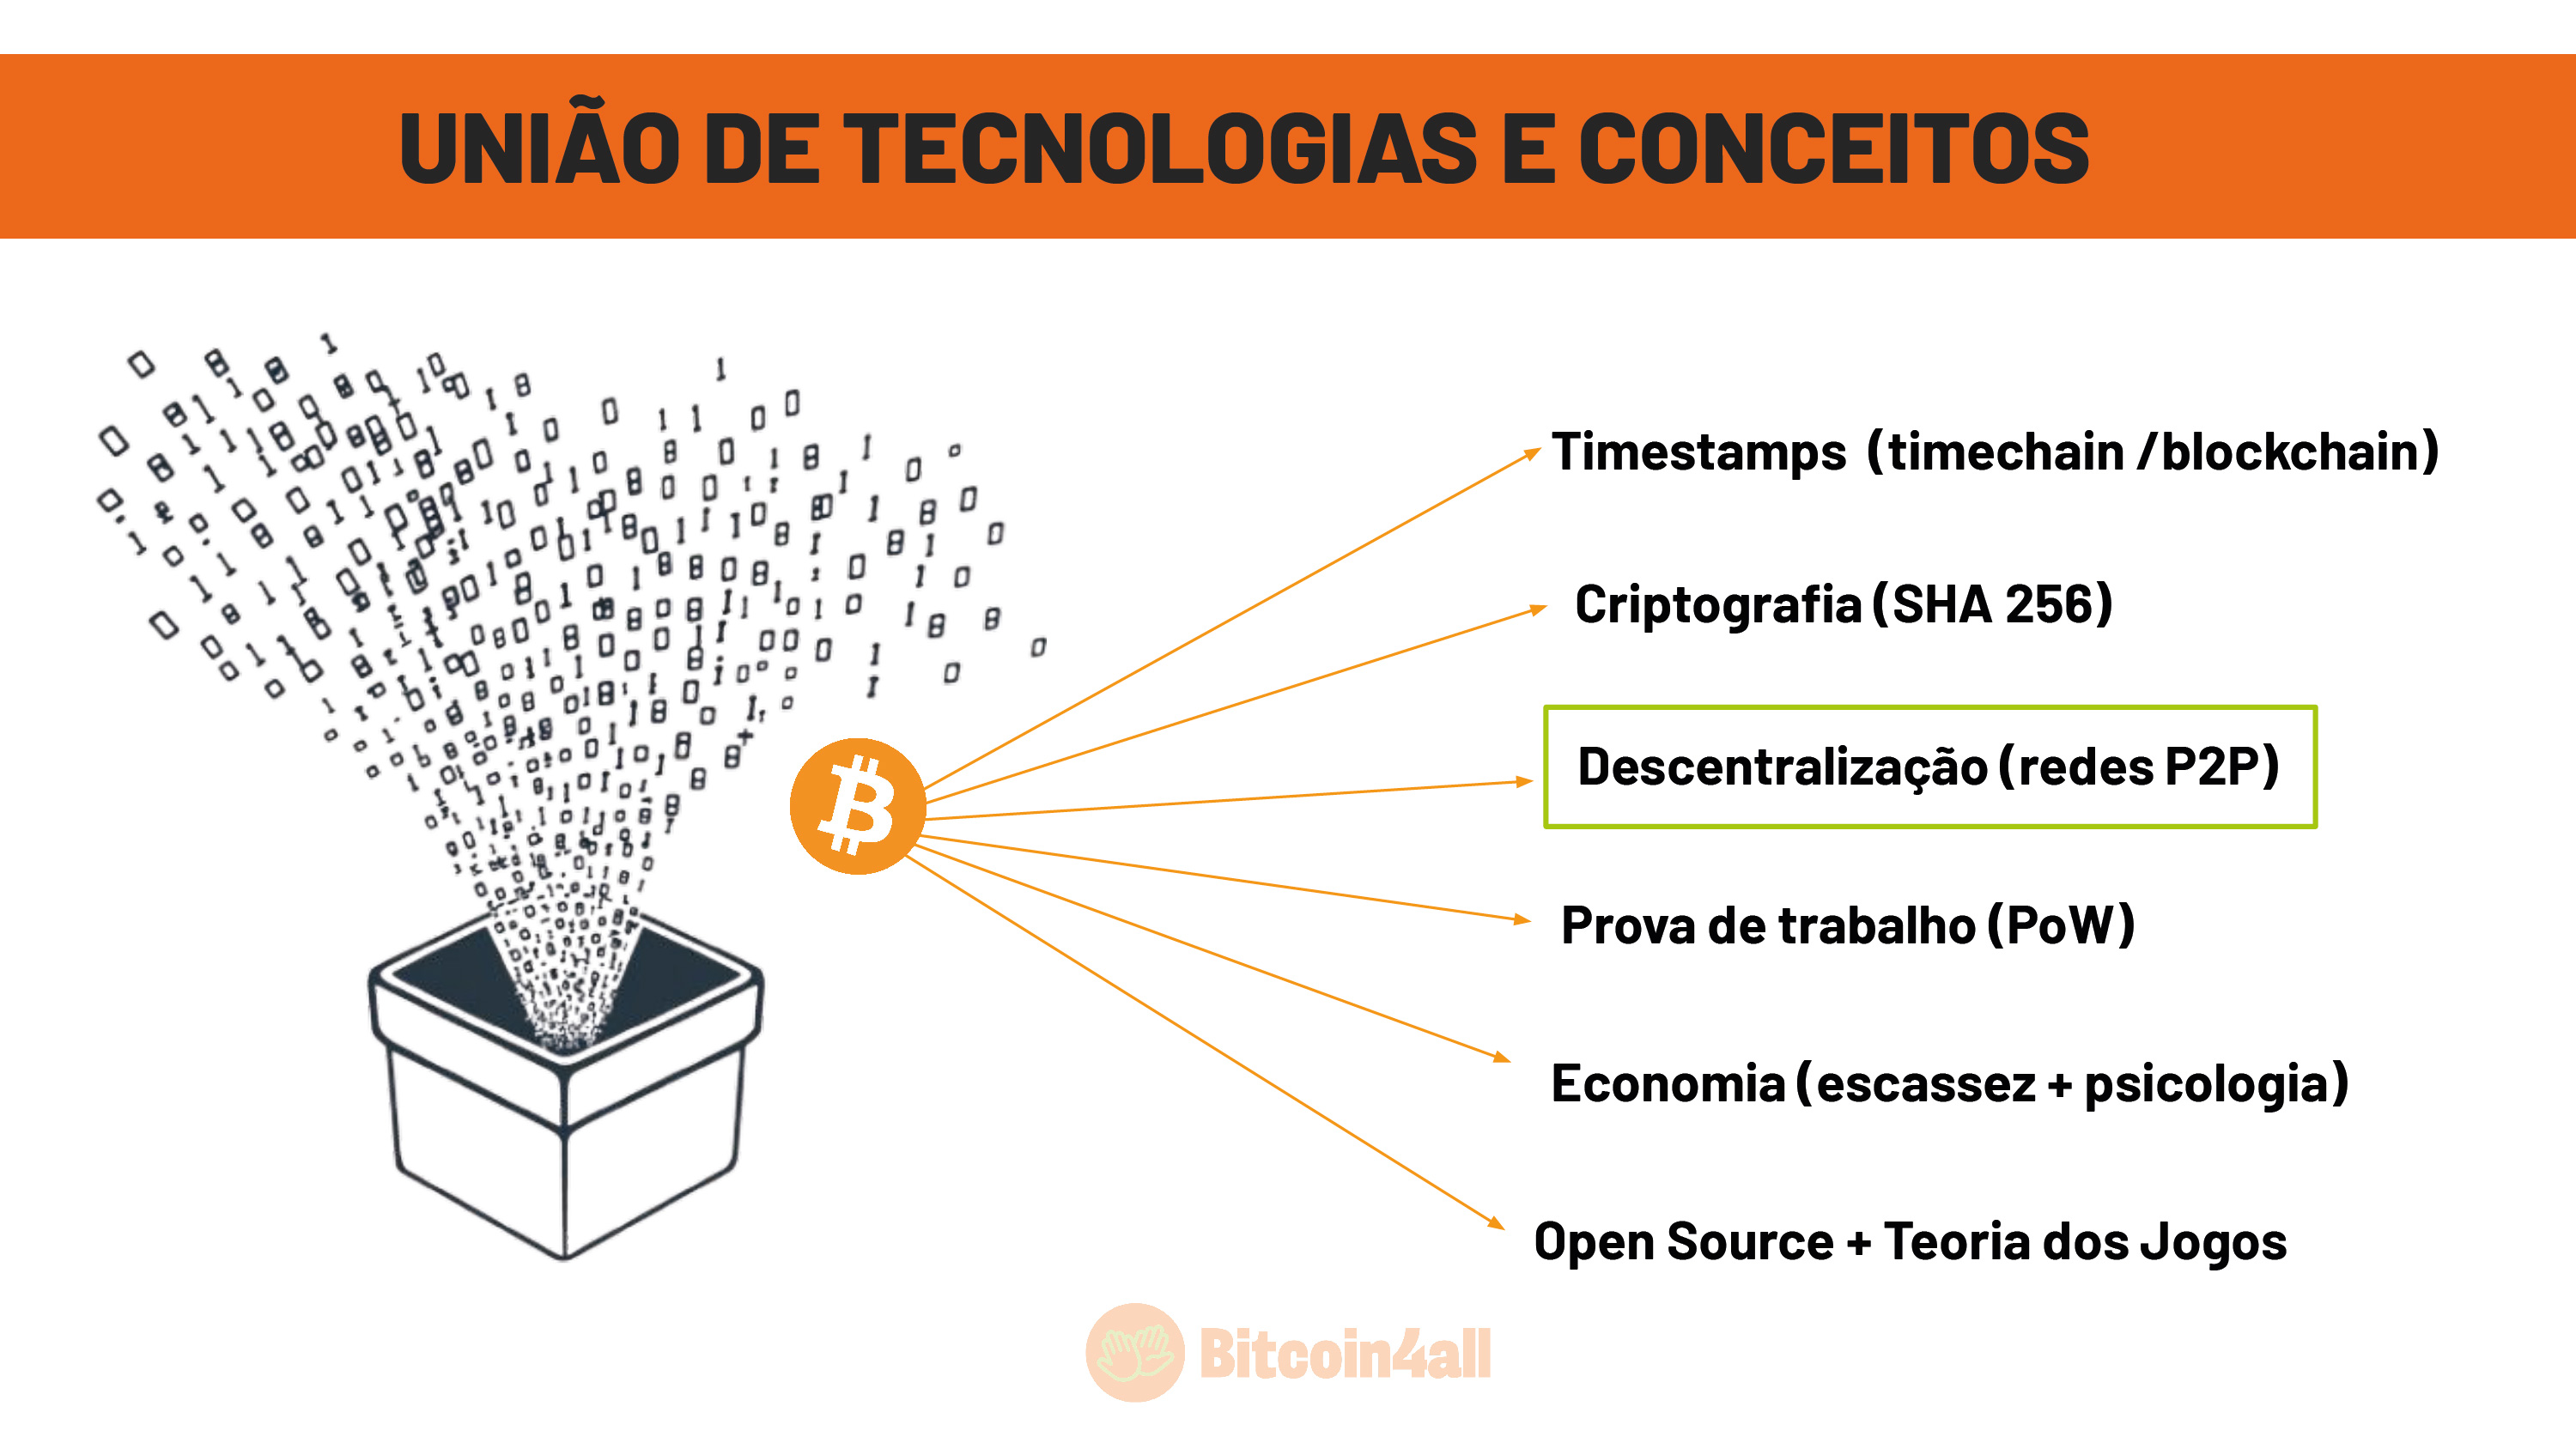 UNIÃO DE TECNOLOGIAS E CONCEITOS
Timestamps (timechain /blockchain)
Criptografia (SHA 256)
Descentralização (redes P2P)
Prova de trabalho (PoW)
Economia (escassez + psicologia)
Open Source + Teoria dos Jogos
Bitcoin4all